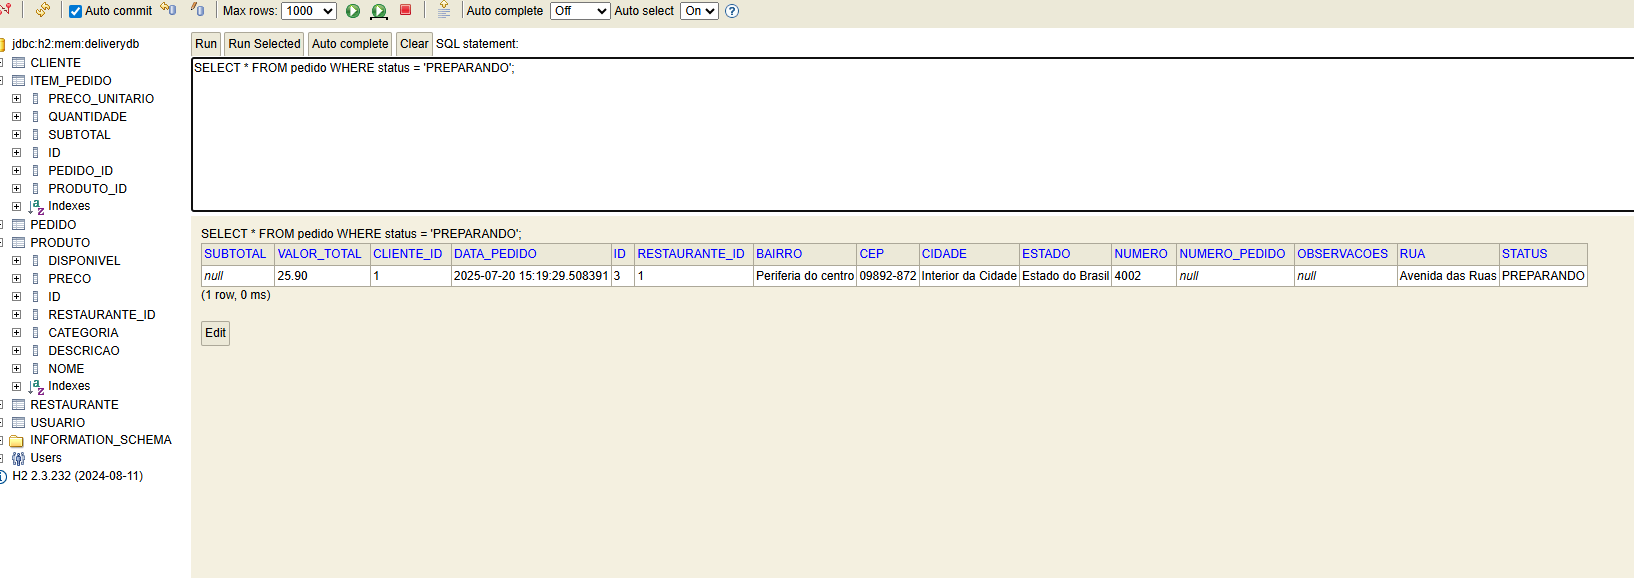 Auto commit Max rows: 1000 Auto complete Off Auto select On
jdbc:h2:mem:deliverydb
CLIENTE
ITEM_PEDIDO
PRECO_UNITARIO
QUANTIDADE
SUBTOTAL
ID
PEDIDO_ID
PRODUTO_ID
Indexes
PEDIDO
PRODUTO
DISPONIVEL
PRECO
ID
RESTAURANTE_ID
CATEGORIA
DESCRICAO
NOME
Indexes
RESTAURANTE
USUARIO
INFORMATION_SCHEMA
Users
H2 2.3.232 (2024-08-11)
Run Run Selected Auto complete Clear SQL statement:
SELECT * FROM pedido WHERE status = 'PREPARANDO';
SELECT * FROM pedido WHERE status = 'PREPARANDO';
SUBTOTAL VALOR_TOTAL CLIENTE_ID DATA_PEDIDO ID RESTAURANTE_ID BAIRRO CEP CIDADE ESTADO NUMERO NUMERO_PEDIDO OBSERVACOES RUA STATUS
null 25.90 1 2025-07-20 15:19:29.508391 3 1 Periferia do centro 09892-872 Interior da Cidade Estado do Brasil 4002 null null Avenida das Ruas PREPARANDO
(1 row, 0 ms)
Edit